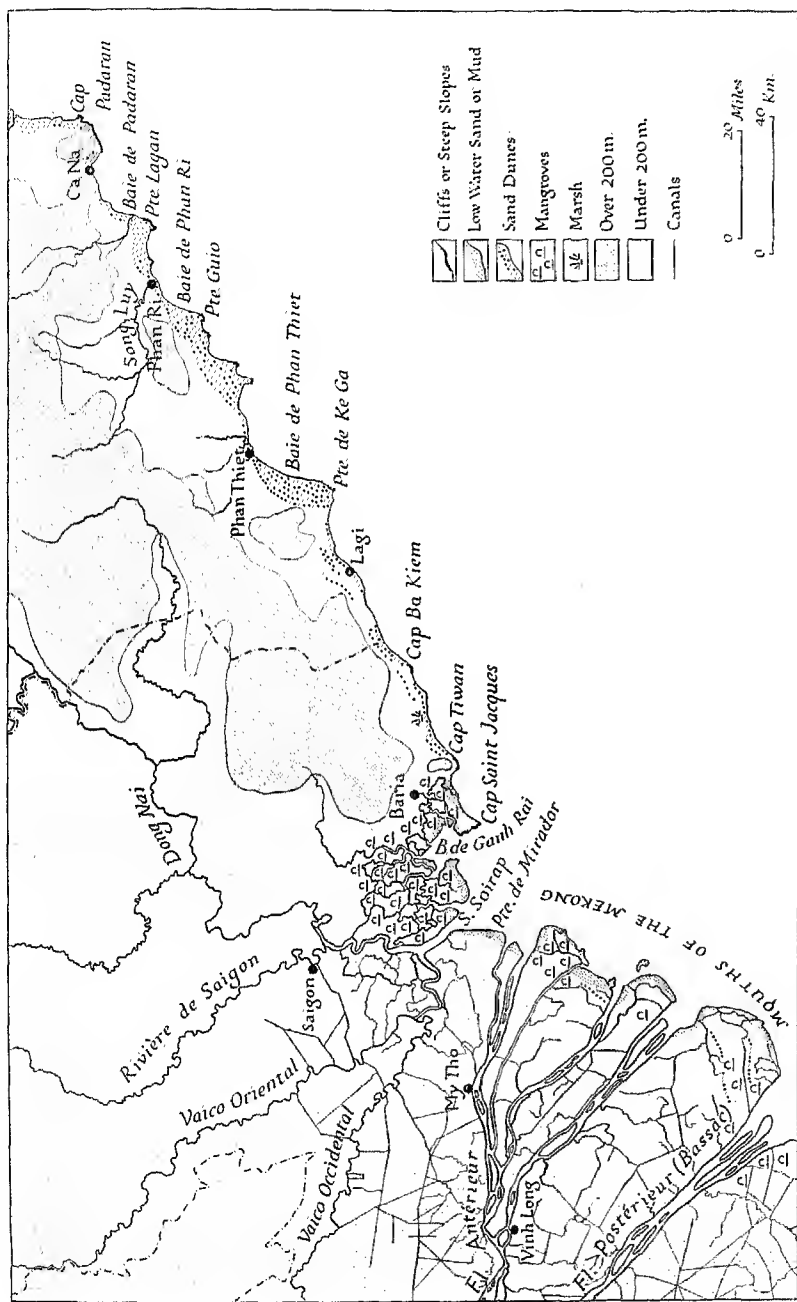 Cap
Padaran
Ca Na
Baie de Padaran
Pte. Lagan
Baie de Phan Ri
Song Luy
Phan Ri
Pte. Guio
Baie de Phan Thiet
Phan Thiet
Pte. de Ke Ga
Lagi
Cap Ba Kiem
Cap Tiwan
Cap Saint Jacques
Baria
B de Ganh Rai
S. Soirap
Pte. de Mirador
MOUTHS OF THE MEKONG
Dong Nai
Rivière de Saigon
Saigon
Vaico Oriental
Vaico Occidental
My Tho
Fl. Antérieur
Vinh Long
Fl. Postérieur (Bassac)
Cliffs or Steep Slopes
Low Water Sand or Mud
Sand Dunes
Mangroves
Marsh
Over 200 m.
Under 200 m.
Canals
0 20
Miles
0 40
Km.